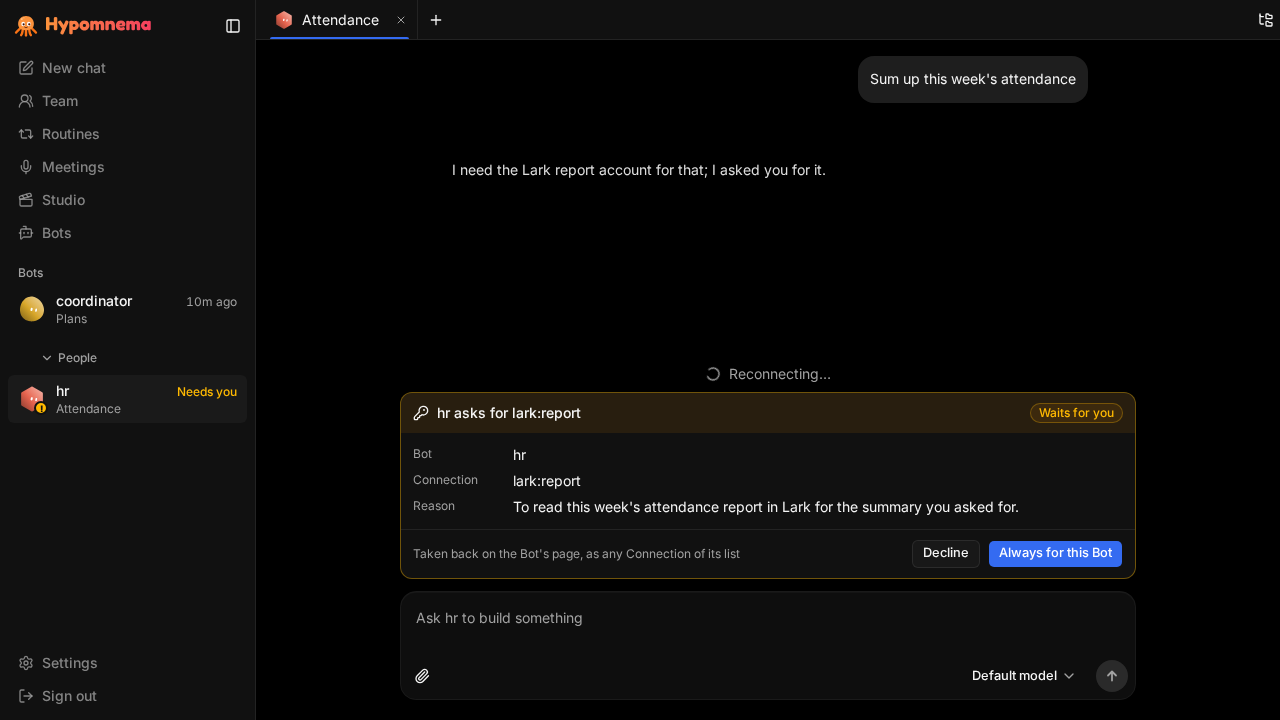 Hypomnema
New chat
Team
Routines
Meetings
Studio
Bots
Bots
coordinator
10m ago
Plans
People
hr
Needs you
Attendance
Settings
Sign out
Attendance
Sum up this week's attendance
I need the Lark report account for that; I asked you for it.
Reconnecting...
hr asks for lark:report
Waits for you
Bot
hr
Connection
lark:report
Reason
To read this week's attendance report in Lark for the summary you asked for.
Taken back on the Bot's page, as any Connection of its list
Decline
Always for this Bot
Ask hr to build something
Default model